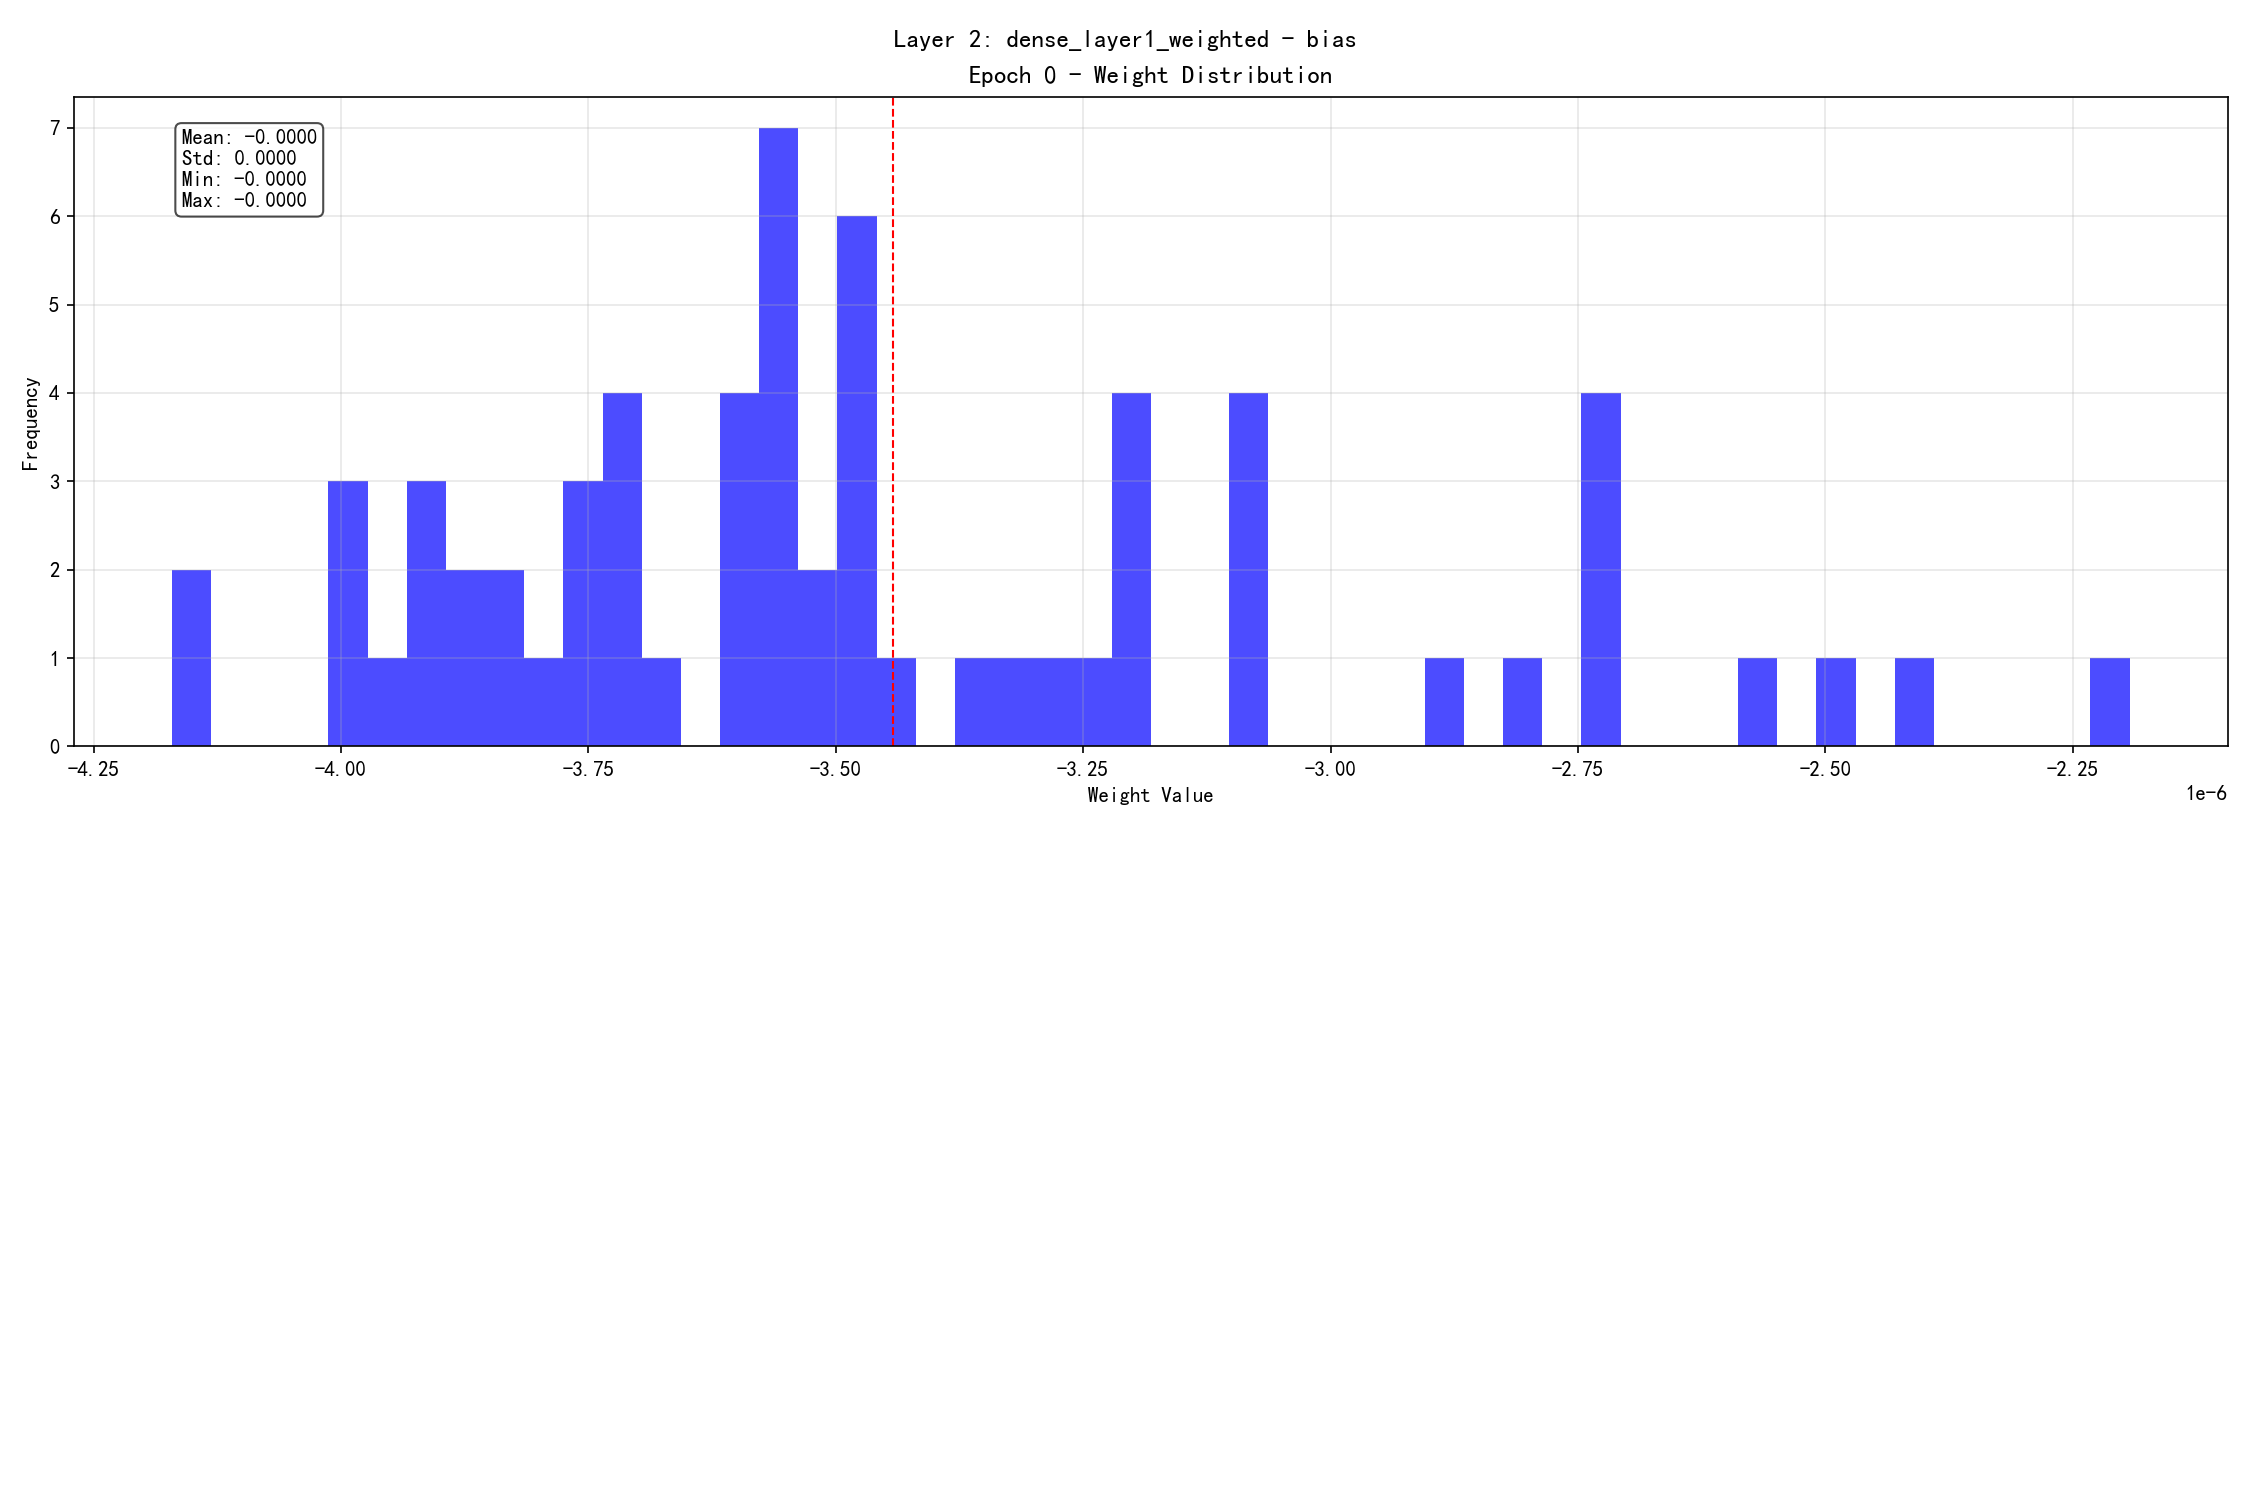 Layer 2: dense_layer1_weighted - bias
Epoch 0 - Weight Distribution
Mean: -0.0000
Std: 0.0000
Min: -0.0000
Max: -0.0000
Frequency
7
6
5
4
3
2
1
0
-4.25 -4.00 -3.75 -3.50 -3.25 -3.00 -2.75 -2.50 -2.25
Weight Value
1e-6